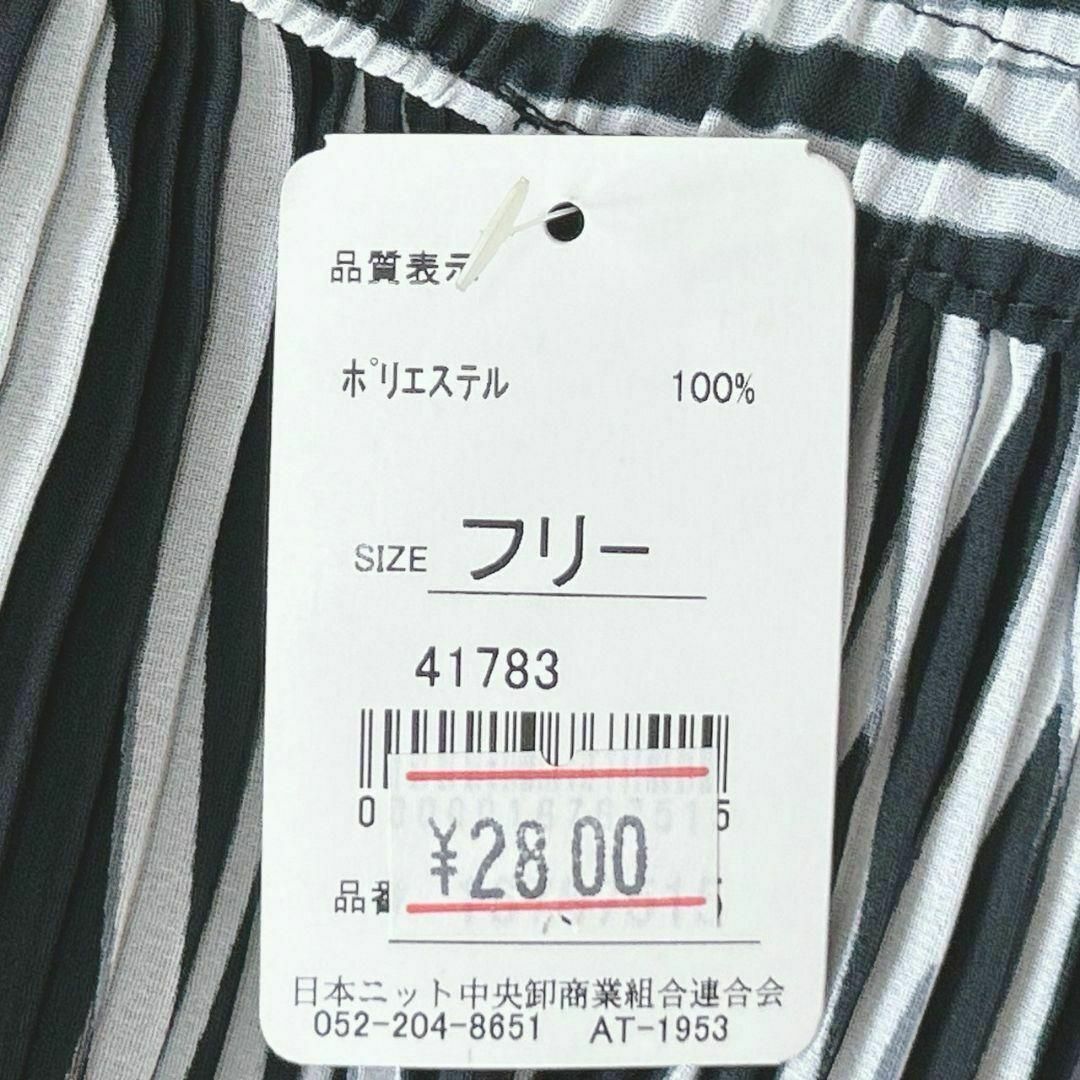 品質表示
ポリエステル 100%
SIZE フリー
41783
0 5
¥2800
品番
日本ニット中央卸商業組合連合会
052-204-8651 AT-1953